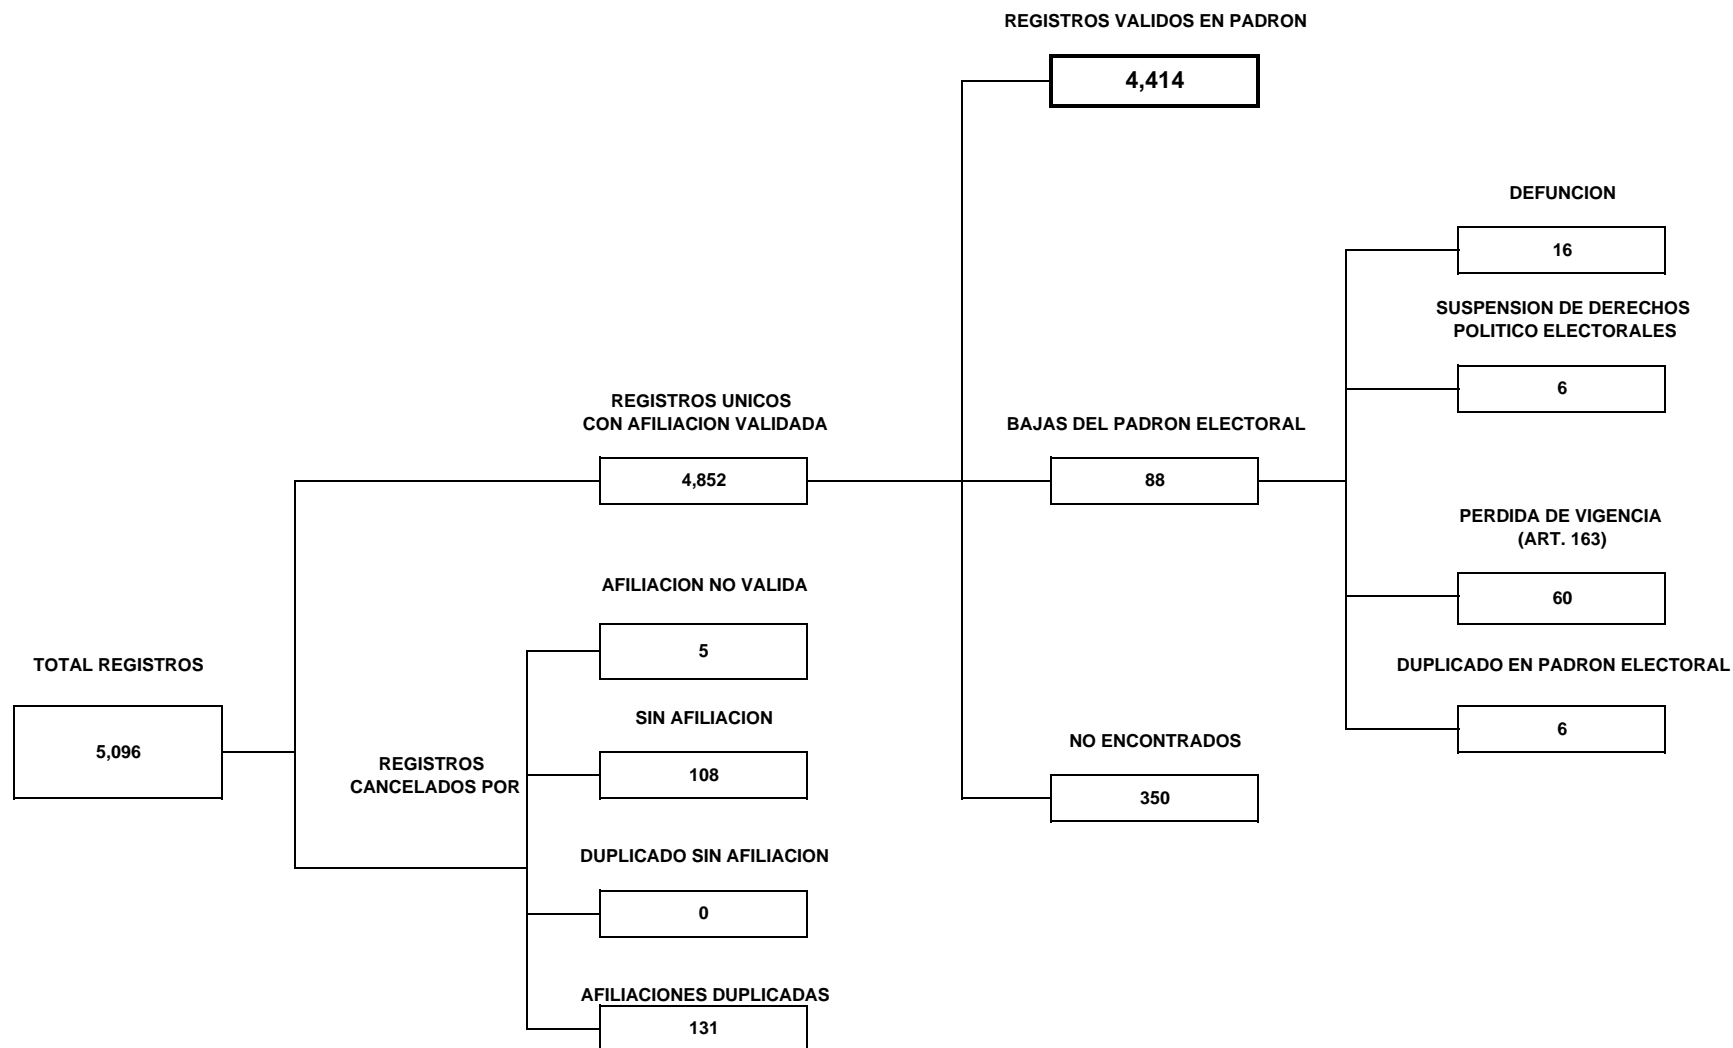 REGISTROS VALIDOS EN PADRON
4,414
DEFUNCION
16
SUSPENSION DE DERECHOS
POLITICO ELECTORALES
6
REGISTROS UNICOS
CON AFILIACION VALIDADA
4,852
BAJAS DEL PADRON ELECTORAL
88
PERDIDA DE VIGENCIA
(ART. 163)
60
AFILIACION NO VALIDA
5
TOTAL REGISTROS
5,096
DUPLICADO EN PADRON ELECTORAL
6
SIN AFILIACION
108
NO ENCONTRADOS
350
REGISTROS
CANCELADOS POR
DUPLICADO SIN AFILIACION
0
AFILIACIONES DUPLICADAS
131